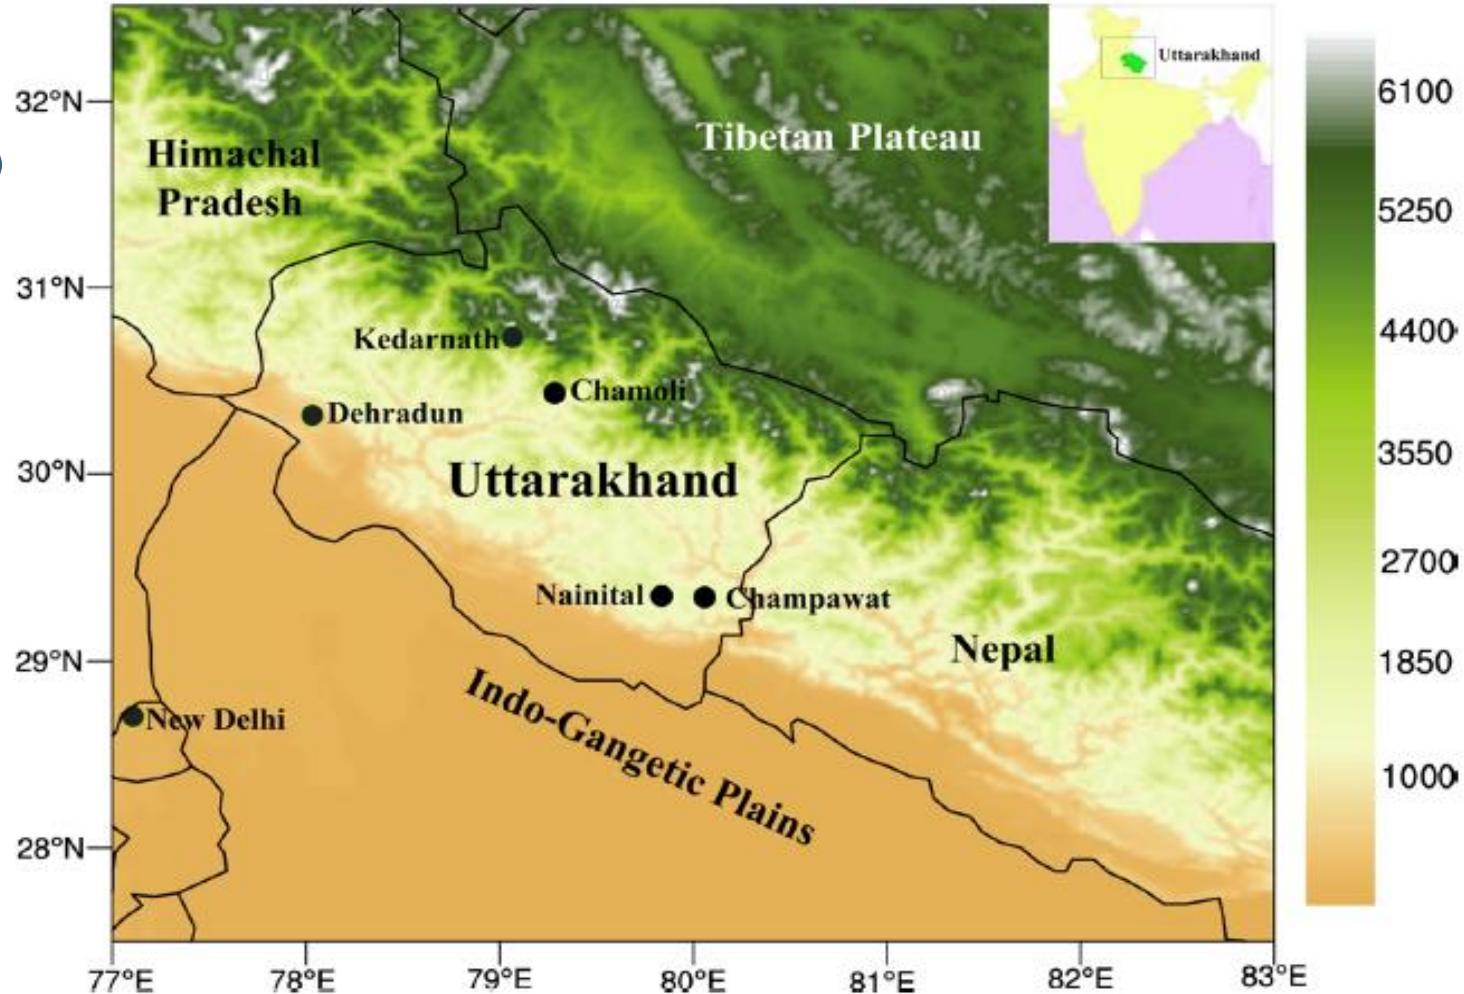 32°N
31°N
30°N
29°N
28°N
Himachal
Pradesh
Tibetan Plateau
Uttarakhand
Kedarnath
Chamoli
Dehradun
Uttarakhand
Nainital
Champawat
Nepal
New Delhi
Indo-Gangetic Plains
77°E
78°E
79°E
80°E
81°E
82°E
83°E
6100
5250
4400
3550
2700
1850
1000